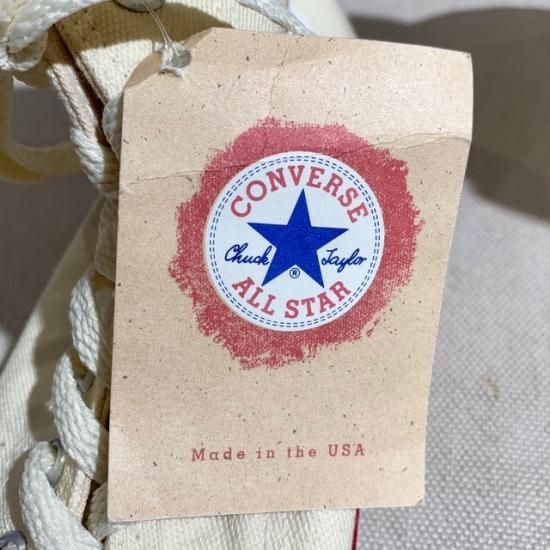 CONVERSE
Chuck Taylor
®
ALL STAR
Made in the USA